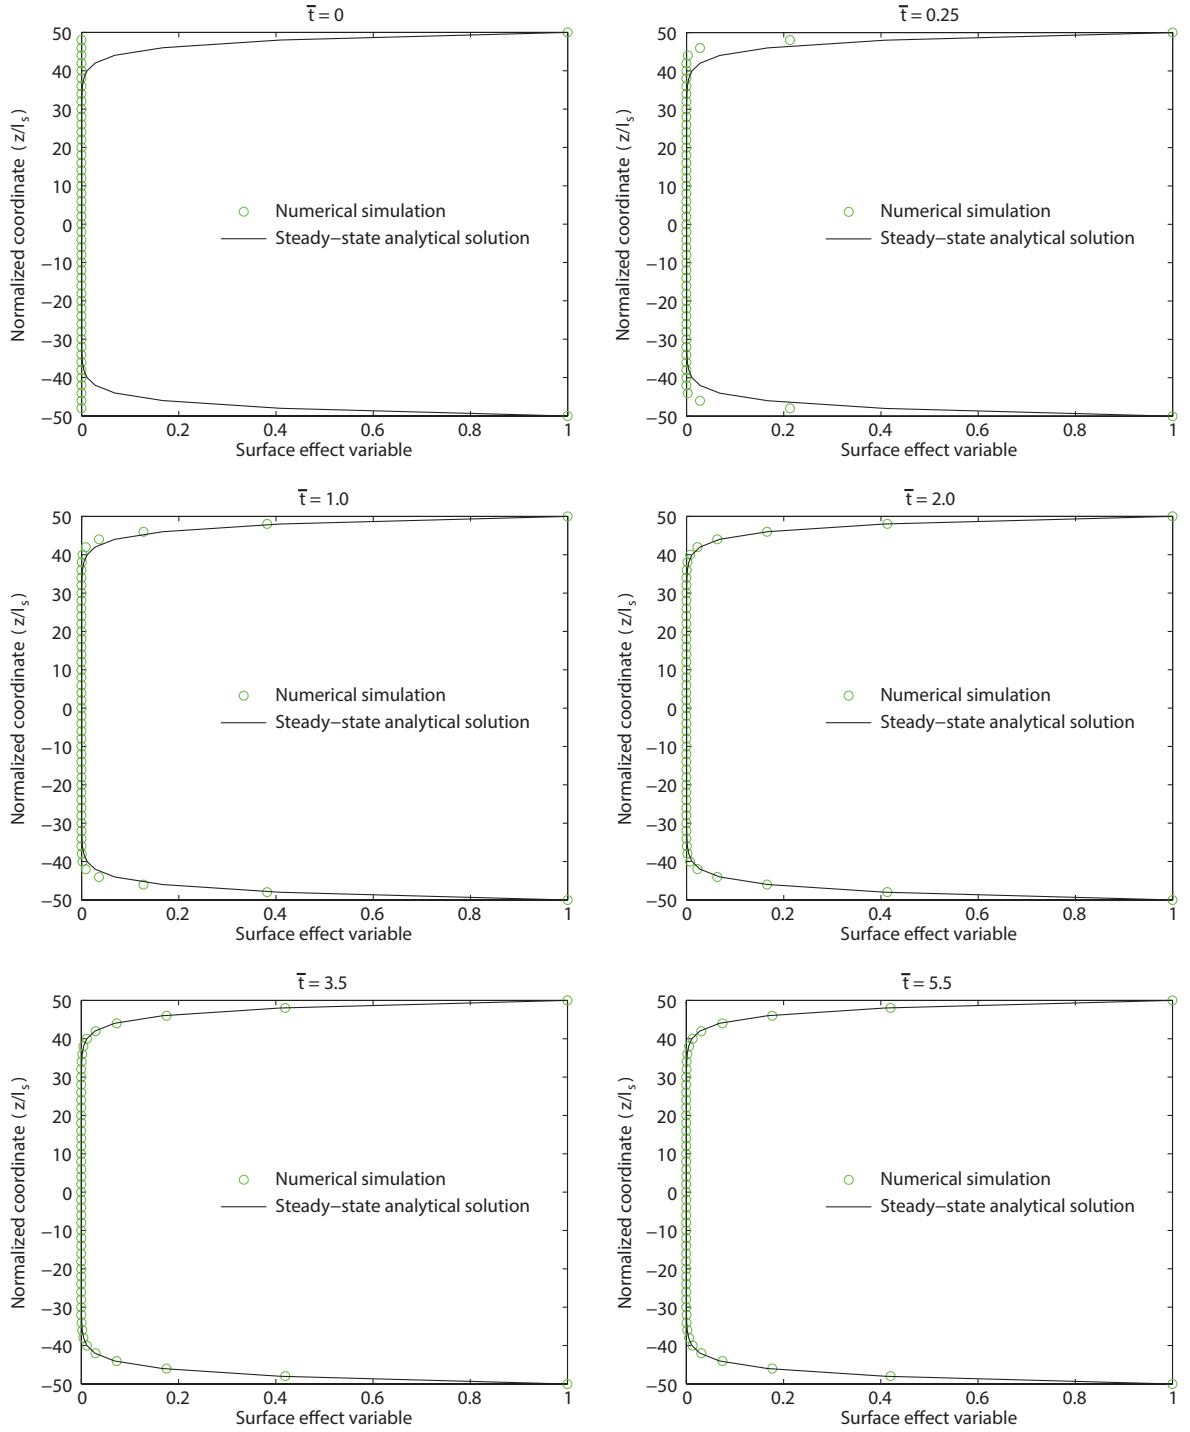 t̄ = 0
50
40
30
20
10
0
−10
−20
−30
−40
−50
Normalized coordinate ( z/l_s)
Numerical simulation
Steady−state analytical solution
0 0.2 0.4 0.6 0.8 1
Surface effect variable
t̄ = 0.25
50
40
30
20
10
0
−10
−20
−30
−40
−50
Normalized coordinate ( z/l_s)
Numerical simulation
Steady−state analytical solution
0 0.2 0.4 0.6 0.8 1
Surface effect variable
t̄ = 1.0
50
40
30
20
10
0
−10
−20
−30
−40
−50
Normalized coordinate ( z/l_s)
Numerical simulation
Steady−state analytical solution
0 0.2 0.4 0.6 0.8 1
Surface effect variable
t̄ = 2.0
50
40
30
20
10
0
−10
−20
−30
−40
−50
Normalized coordinate ( z/l_s)
Numerical simulation
Steady−state analytical solution
0 0.2 0.4 0.6 0.8 1
Surface effect variable
t̄ = 3.5
50
40
30
20
10
0
−10
−20
−30
−40
−50
Normalized coordinate ( z/l_s)
Numerical simulation
Steady−state analytical solution
0 0.2 0.4 0.6 0.8 1
Surface effect variable
t̄ = 5.5
50
40
30
20
10
0
−10
−20
−30
−40
−50
Normalized coordinate ( z/l_s)
Numerical simulation
Steady−state analytical solution
0 0.2 0.4 0.6 0.8 1
Surface effect variable